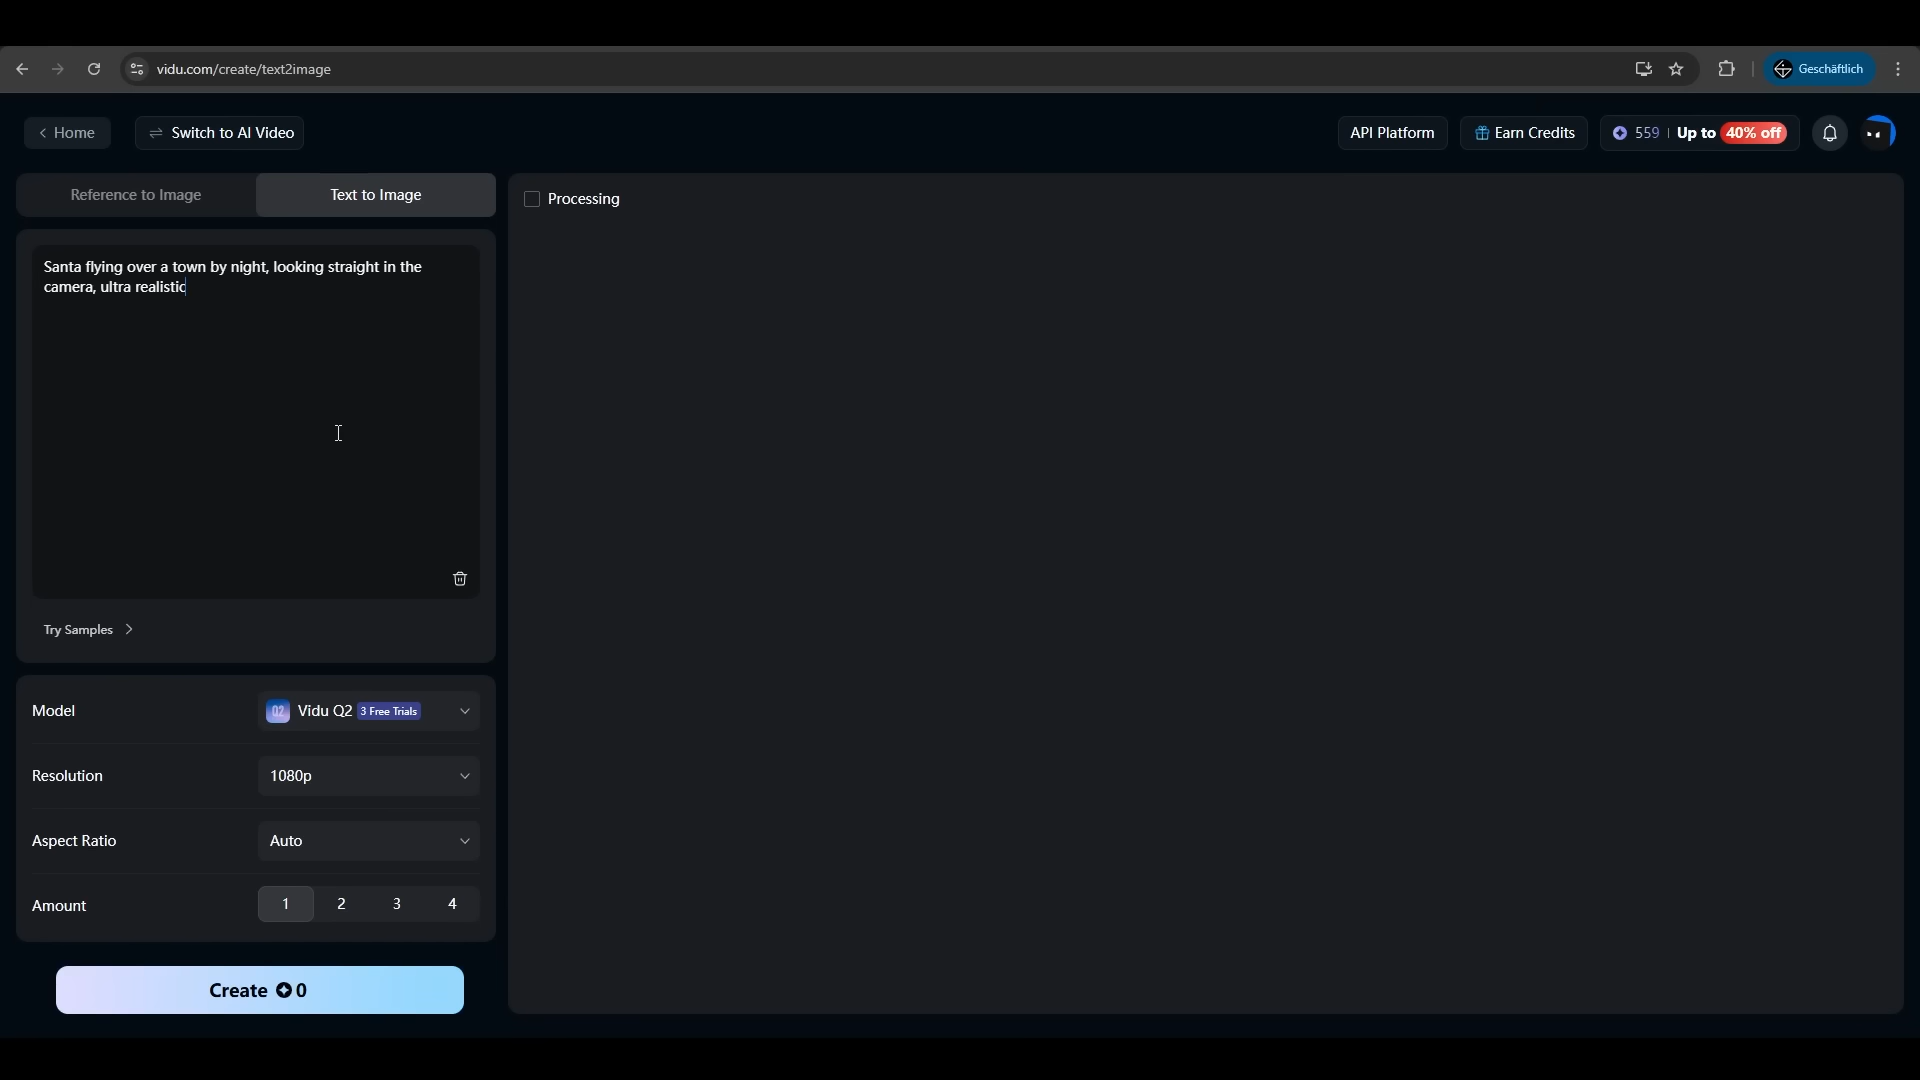 vidu.com/create/text2image
Geschäftlich
Home
Switch to AI Video
API Platform
Earn Credits
559 | Up to 40% off
Reference to Image
Text to Image
Processing
Santa flying over a town by night, looking straight in the
camera, ultra realistic
Try Samples
Model
Q2 Vidu Q2 3 Free Trials
Resolution
1080p
Aspect Ratio
Auto
Amount
1 2 3 4
Create 0